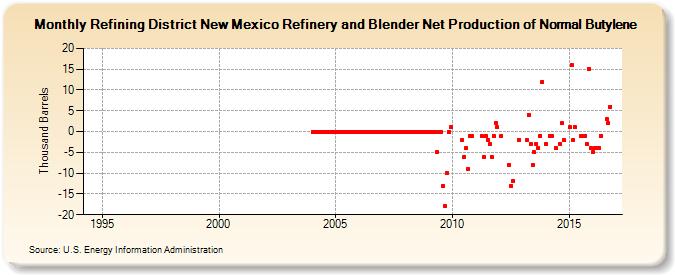 Monthly Refining District New Mexico Refinery and Blender Net Production of Normal Butylene
Thousand Barrels
20
15
10
5
0
-5
-10
-15
-20
1995 2000 2005 2010 2015
Source: U.S. Energy Information Administration